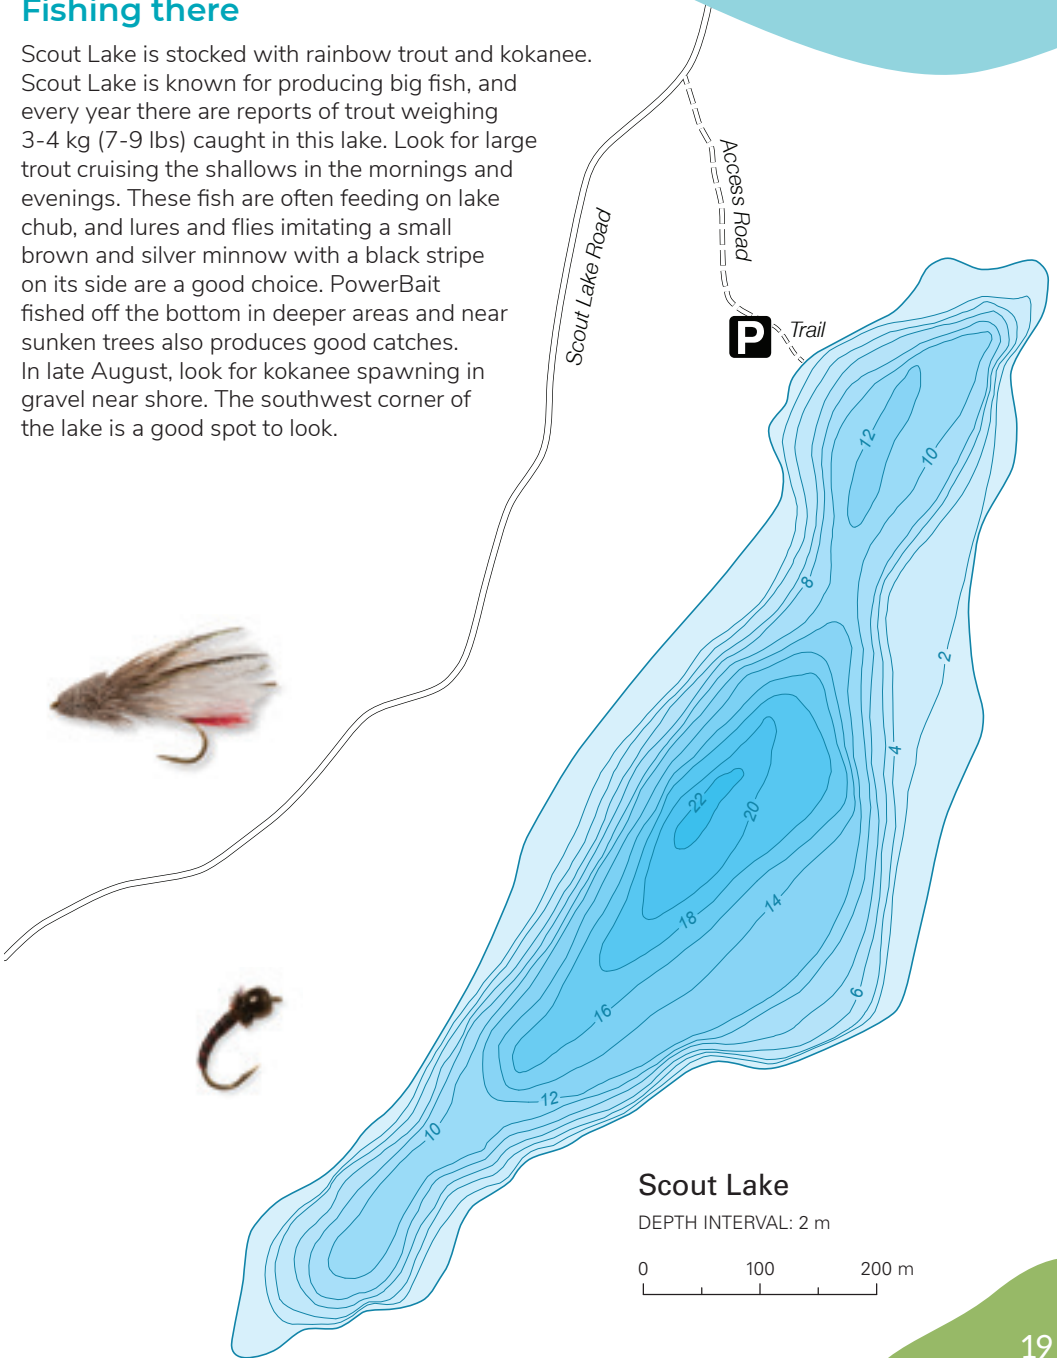 Fishing there
Scout Lake is stocked with rainbow trout and kokanee.
Scout Lake is known for producing big fish, and
every year there are reports of trout weighing
3-4 kg (7-9 lbs) caught in this lake. Look for large
trout cruising the shallows in the mornings and
evenings. These fish are often feeding on lake
chub, and lures and flies imitating a small
brown and silver minnow with a black stripe
on its side are a good choice. PowerBait
fished off the bottom in deeper areas and near
sunken trees also produces good catches.
In late August, look for kokanee spawning in
gravel near shore. The southwest corner of
the lake is a good spot to look.
Scout Lake Road
Access Road
P
Trail
12
10
8
2
4
22
20
18
14
16
6
12
10
Scout Lake
DEPTH INTERVAL: 2 m
0 100 200 m
19